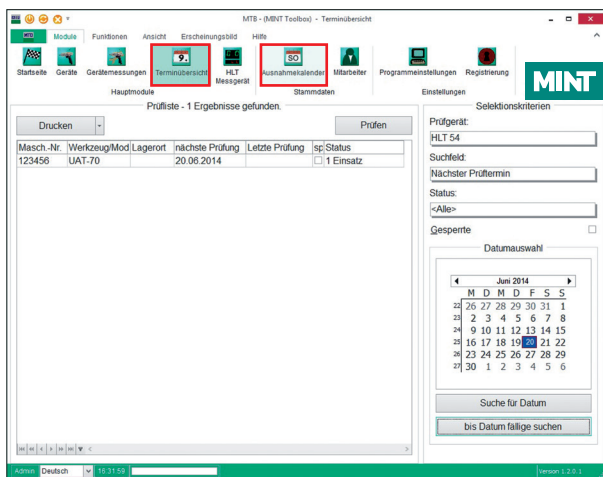 MTB - (MINT Toolbox) - Terminübersicht
MTB Module Funktionen Ansicht Erscheinungsbild Hilfe
9. SO
Startseite Geräte Gerätemessungen Terminübersicht HLT Messgerät Ausnahmekalender Mitarbeiter Programmeinstellungen Registrierung
Hauptmodule Stammdaten Einstellungen
MINT
Prüfliste - 1 Ergebnisse gefunden.
Drucken Prüfen
Masch.-Nr. Werkzeug/Mod Lagerort nächste Prüfung Letzte Prüfung sp Status
123456 UAT-70 20.06.2014 1 Einsatz
Selektionskriterien
Prüfgerät:
HLT 54
Suchfeld:
Nächster Prüftermin
Status:
<Alle>
Gesperrte
Datumauswahl
Juni 2014
M D M D F S S
22 26 27 28 29 30 31 1
23 2 3 4 5 6 7 8
24 9 10 11 12 13 14 15
25 16 17 18 19 20 21 22
26 23 24 25 26 27 28 29
27 30 1 2 3 4 5 6
Suche für Datum
bis Datum fällige suchen
Admin Deutsch 16:31:59 Version 1.2.0.1